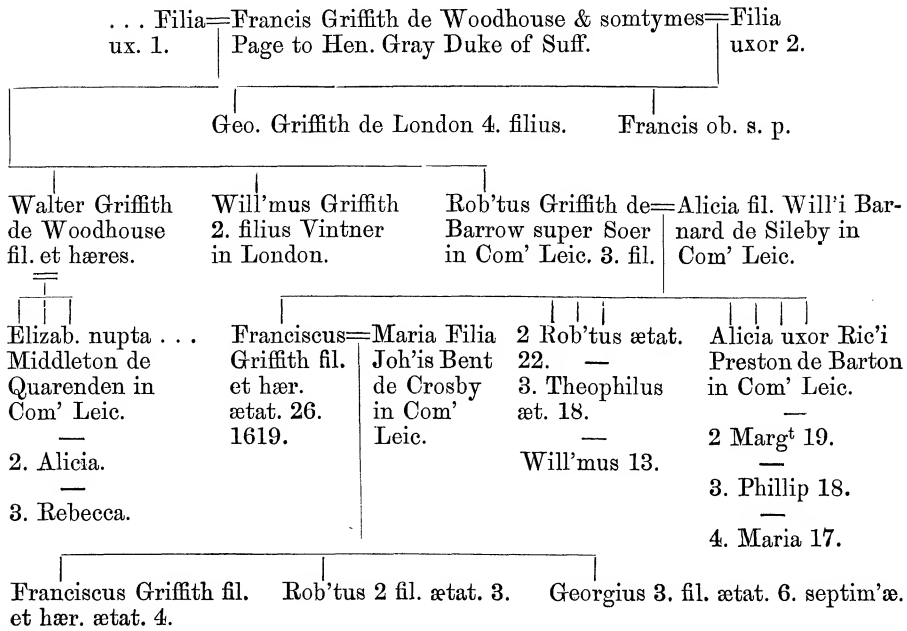 . . . Filia=Francis Griffith de Woodhouse & somtymes=Filia
ux. 1. Page to Hen. Gray Duke of Suff. uxor 2.
Geo. Griffith de London 4. filius. Francis ob. s. p.
Walter Griffith
de Woodhouse
fil. et hæres.
Will'mus Griffith
2. filius Vintner
in London.
Rob'tus Griffith de=Alicia fil. Will'i Bar-
Barrow super Soer nard de Sileby in
in Com' Leic. 3. fil. Com' Leic.
Elizab. nupta . . .
Middleton de
Quarenden in
Com' Leic.
—
2. Alicia.
—
3. Rebecca.
Franciscus=Maria Filia
Griffith fil. Joh'is Bent
et hær. de Crosby
ætat. 26. in Com'
1619. Leic.
2 Rob'tus ætat.
22. —
3. Theophilus
æt. 18.
—
Will'mus 13.
Alicia uxor Ric'i
Preston de Barton
in Com' Leic.
—
2 Margᵗ 19.
—
3. Phillip 18.
—
4. Maria 17.
Franciscus Griffith fil.
et hær. ætat. 4.
Rob'tus 2 fil. ætat. 3.
Georgius 3. fil. ætat. 6. septim'æ.